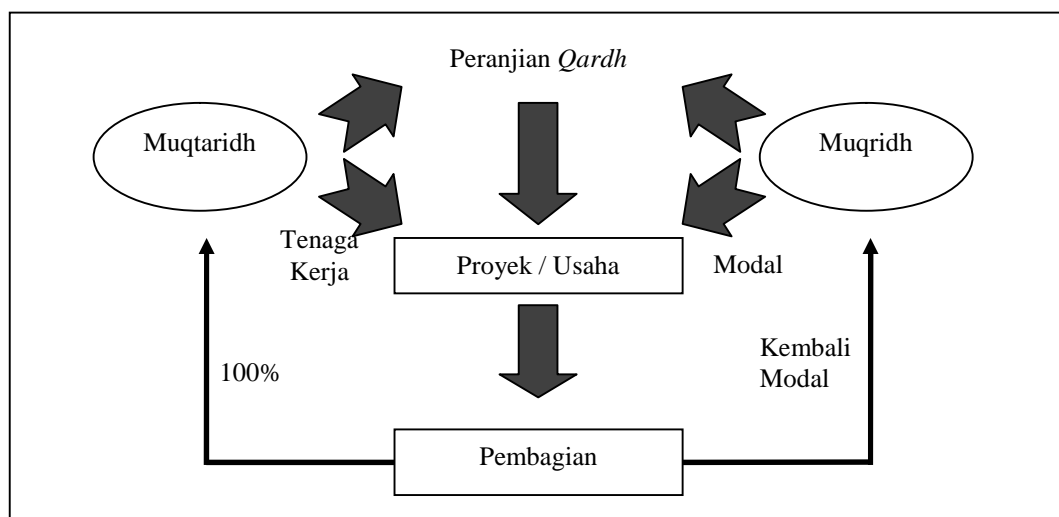 Peranjian Qardh
Muqtaridh
Muqridh
Tenaga
Kerja
Proyek / Usaha
Modal
100%
Kembali
Modal
Pembagian